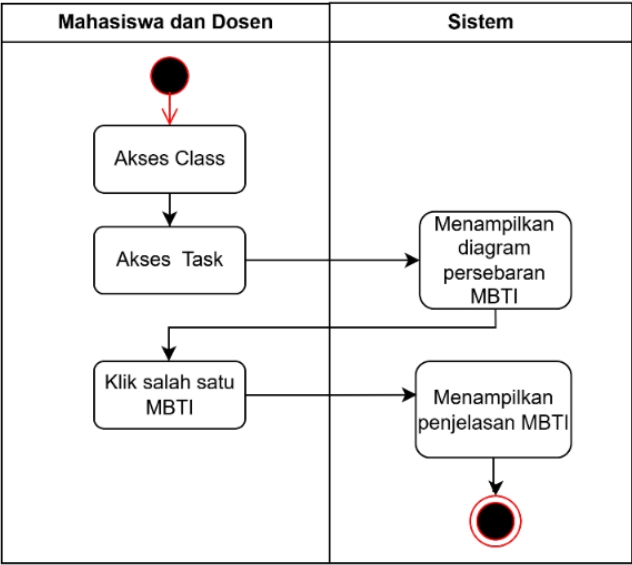 Mahasiswa dan Dosen
Sistem
Akses Class
Akses Task
Menampilkan
diagram
persebaran
MBTI
Klik salah satu
MBTI
Menampilkan
penjelasan MBTI